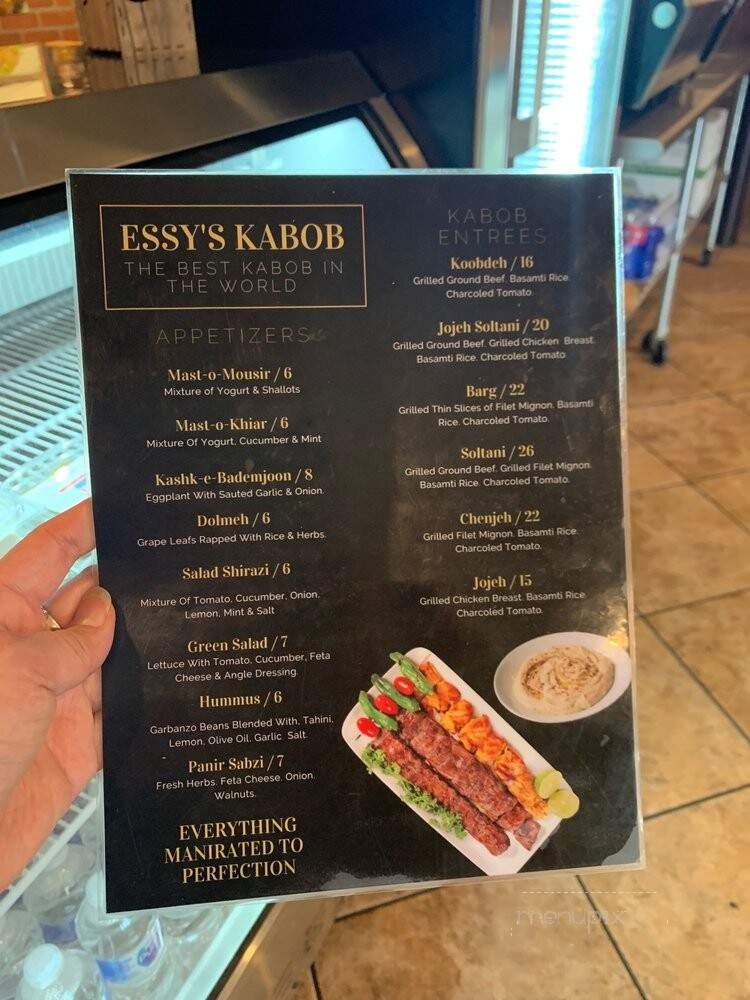 ESSY'S KABOB
THE BEST KABOB IN
THE WORLD
APPETIZERS
Mast-o-Mousir / 6
Mixture of Yogurt & Shallots
Mast-o-Khiar / 6
Mixture Of Yogurt, Cucumber & Mint
Kashk-e-Bademjoon / 8
Eggplant With Sauted Garlic & Onion.
Dolmeh / 6
Grape Leafs Rapped With Rice & Herbs.
Salad Shirazi / 6
Mixture Of Tomato, Cucumber, Onion,
Lemon, Mint & Salt
Green Salad / 7
Lettuce With Tomato, Cucumber, Feta
Cheese & Angle Dressing.
Hummus / 6
Garbanzo Beans Blended With, Tahini,
Lemon, Olive Oil, Garlic Salt.
Panir Sabzi / 7
Fresh Herbs, Feta Cheese, Onion,
Walnuts.
EVERYTHING
MANIRATED TO
PERFECTION
KABOB
ENTREES
Koobdeh / 16
Grilled Ground Beef, Basamti Rice,
Charcoled Tomato.
Jojeh Soltani / 20
Grilled Ground Beef, Grilled Chicken Breast,
Basamti Rice, Charcoled Tomato
Barg / 22
Grilled Thin Slices of Filet Mignon, Basamti
Rice, Charcoled Tomato.
Soltani / 26
Grilled Ground Beef, Grilled Filet Mignon,
Basamti Rice, Charcoled Tomato.
Chenjeh / 22
Grilled Filet Mignon, Basamti Rice,
Charcoled Tomato.
Jojeh / 15
Grilled Chicken Breast, Basamti Rice,
Charcoled Tomato.
menupix